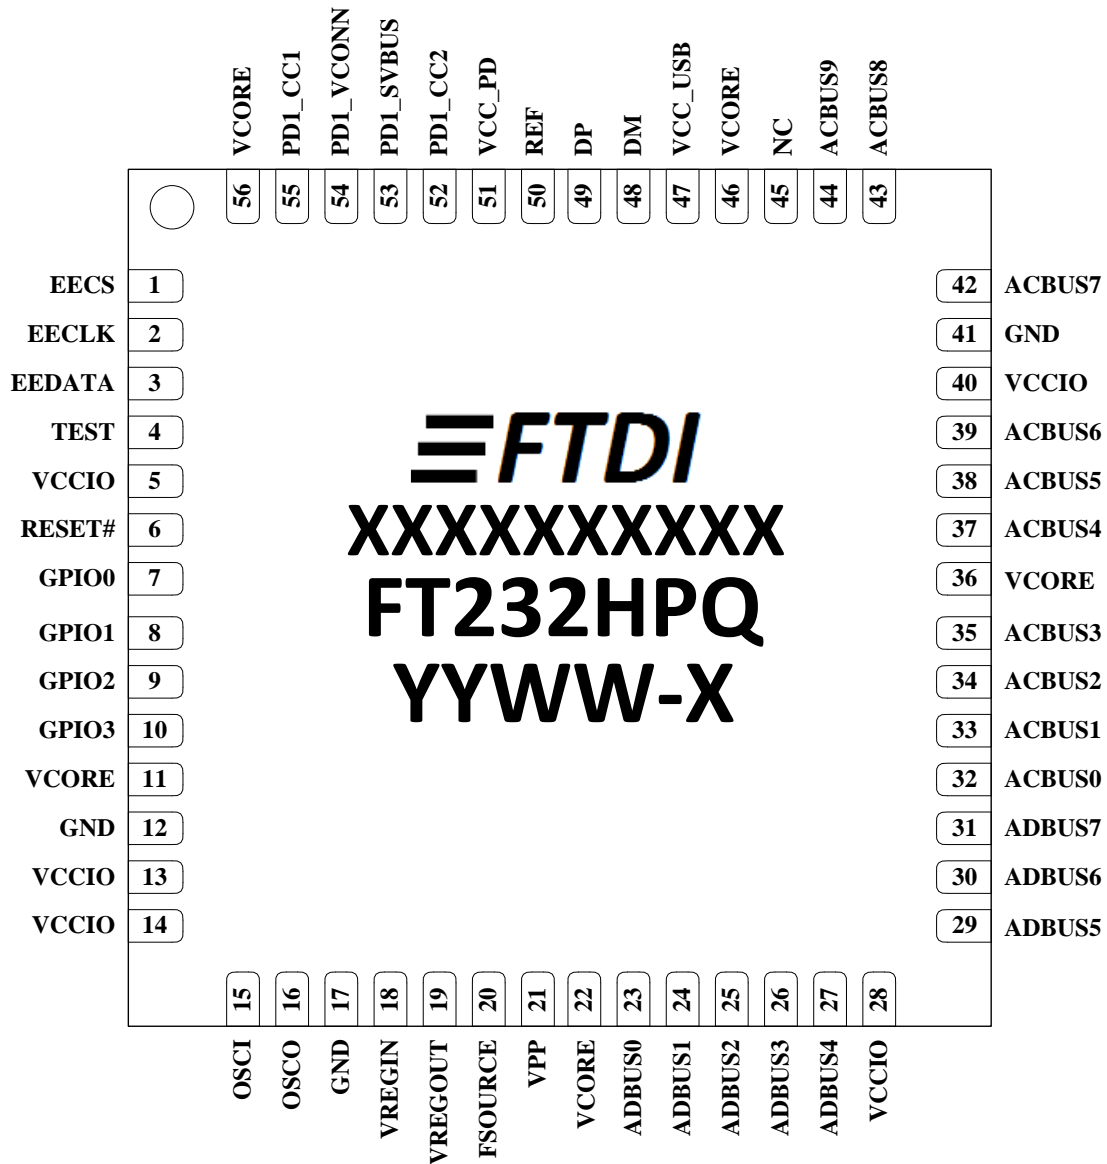 VCORE
PD1_CC1
PD1_VCONN
PD1_SVBUS
PD1_CC2
VCC_PD
REF
DP
DM
VCC_USB
VCORE
NC
ACBUS9
ACBUS8
56
55
54
53
52
51
50
49
48
47
46
45
44
43
EECS 1
EECLK 2
EEDATA 3
TEST 4
VCCIO 5
RESET# 6
GPIO0 7
GPIO1 8
GPIO2 9
GPIO3 10
VCORE 11
GND 12
VCCIO 13
VCCIO 14
FTDI
XXXXXXXXXX
FT232HPQ
YYWW-X
42 ACBUS7
41 GND
40 VCCIO
39 ACBUS6
38 ACBUS5
37 ACBUS4
36 VCORE
35 ACBUS3
34 ACBUS2
33 ACBUS1
32 ACBUS0
31 ADBUS7
30 ADBUS6
29 ADBUS5
15
16
17
18
19
20
21
22
23
24
25
26
27
28
OSCI
OSCO
GND
VREGIN
VREGOUT
FSOURCE
VPP
VCORE
ADBUS0
ADBUS1
ADBUS2
ADBUS3
ADBUS4
VCCIO